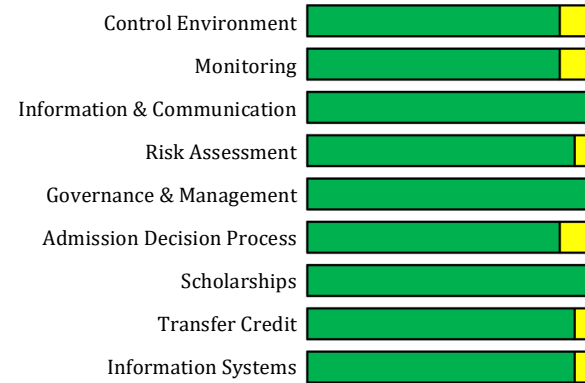 Control Environment
Monitoring
Information & Communication
Risk Assessment
Governance & Management
Admission Decision Process
Scholarships
Transfer Credit
Information Systems